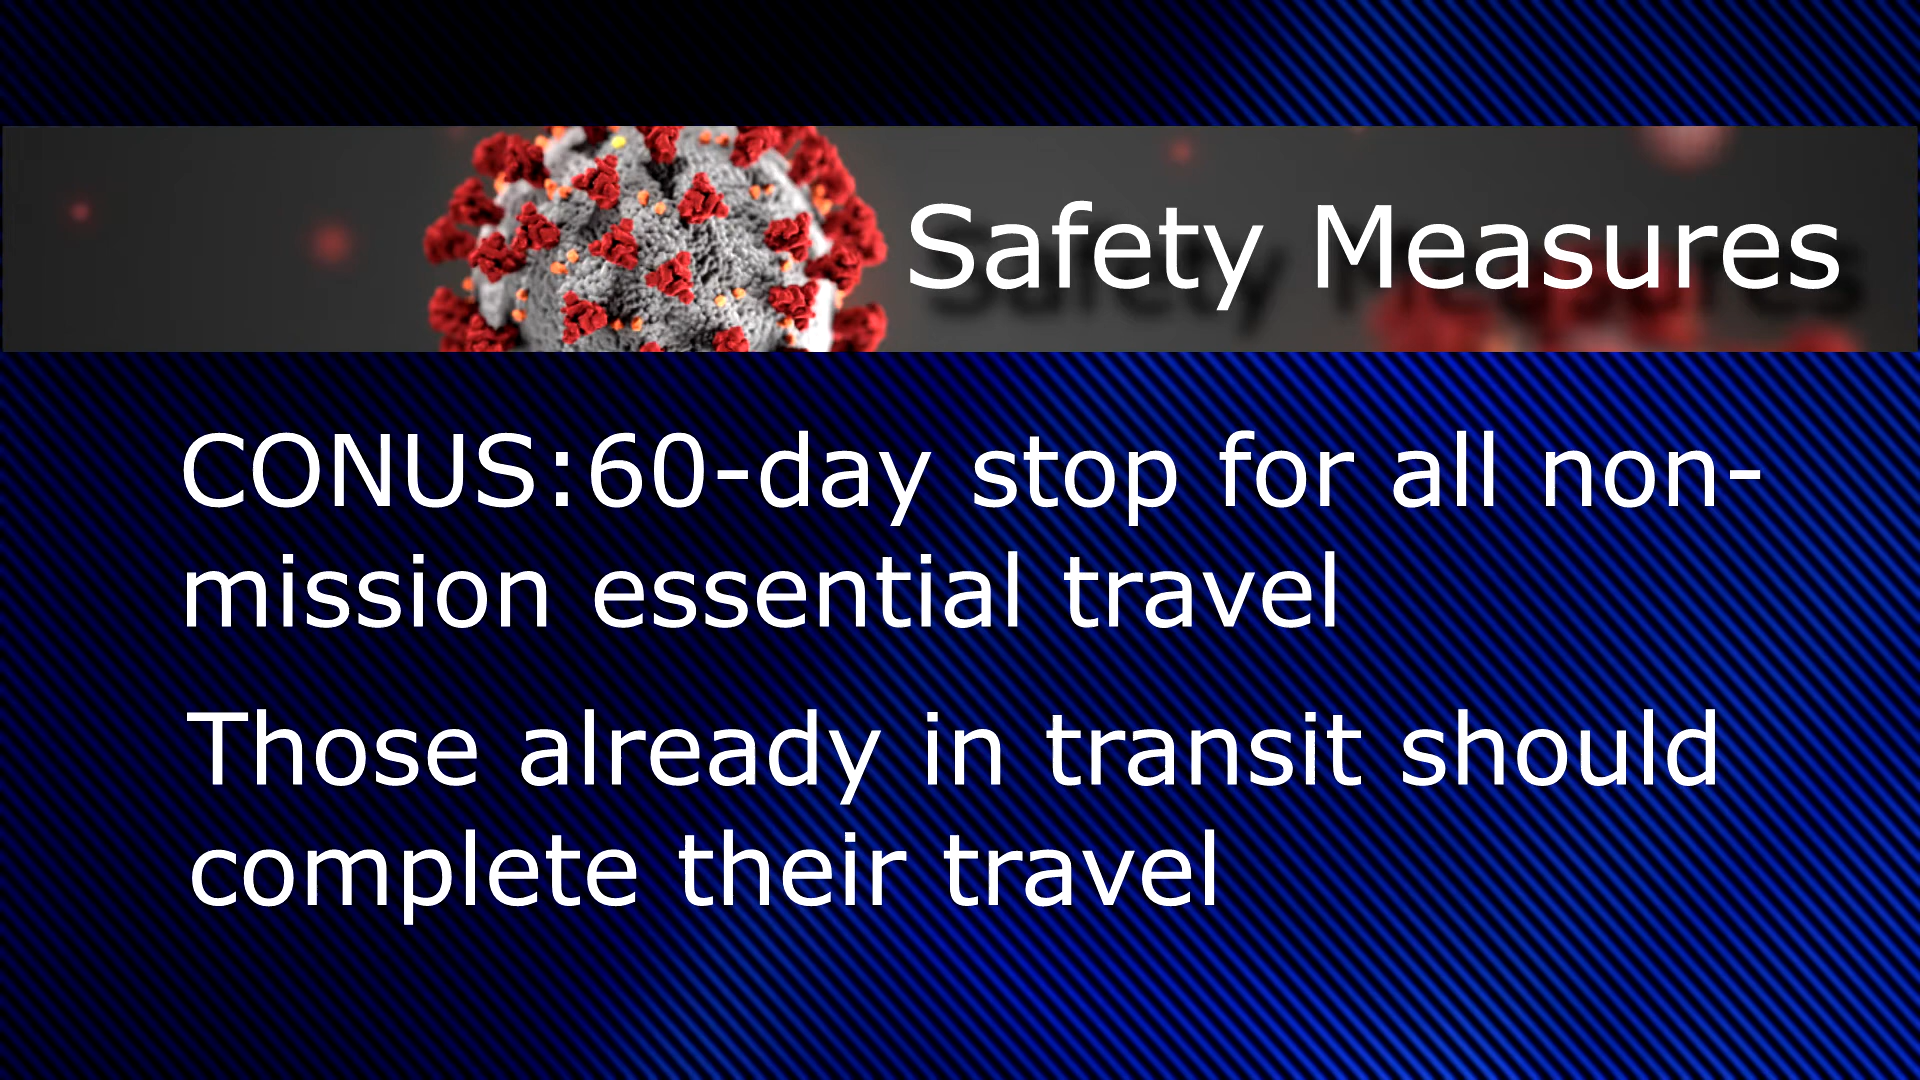 Safety Measures
CONUS:60-day stop for all non-
mission essential travel
Those already in transit should
complete their travel